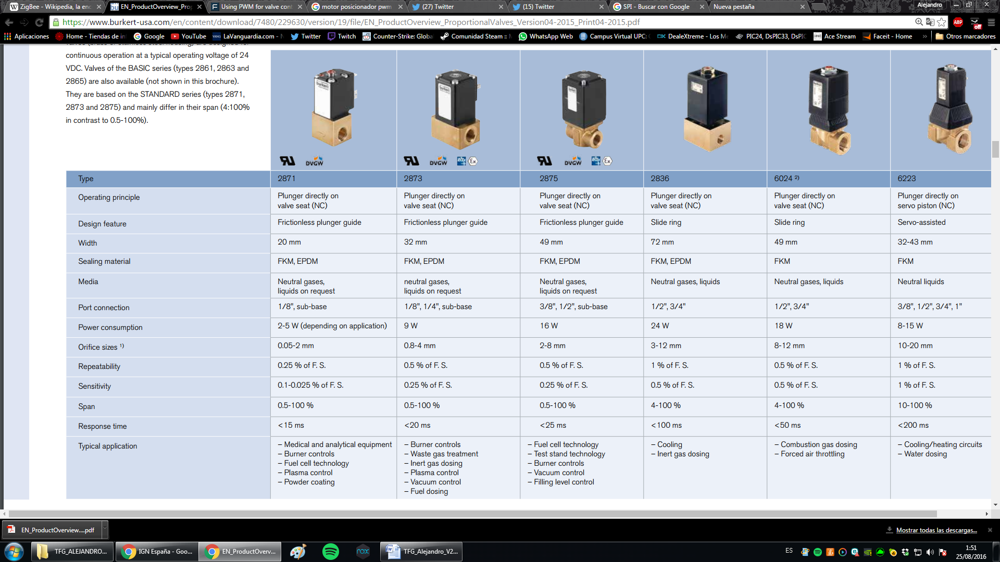 ZigBee - Wikipedia, la en
EN_ProductOverview_Prop
Using PWM for valve cont
motor posicionador pwm
(27) Twitter
(15) Twitter
SPI - Buscar con Google
Nueva pestaña
Alejandro
https://www.burkert-usa.com/en/content/download/7480/229630/version/19/file/EN_ProductOverview_ProportionalValves_Version04-2015_Print04-2015.pdf
ABP
off
Aplicaciones
Home - Tiendas de in
Google
YouTube
LaVanguardia.com - N
Twitter
Twitch
Counter-Strike: Globa
Comunidad Steam ::
WhatsApp Web
Campus Virtual UPC:
DealeXtreme - Los Me
PIC24, DsPIC33, DsPIC
Ace Stream
Faceit - Home
»
Otros marcadores
continuous operation at a typical operating voltage of 24
VDC. Valves of the BASIC series (types 2861, 2863 and
2865) are also available (not shown in this brochure).
They are based on the STANDARD series (types 2871,
2873 and 2875) and mainly differ in their span (4:100%
in contrast to 0.5-100%).
DVGW
DVGW
Ex
DVGW
Ex
Type 2871 2873 2875 2836 6024 2) 6223
Operating principle
Plunger directly on
valve seat (NC)
Plunger directly on
valve seat (NC)
Plunger directly on
valve seat (NC)
Plunger directly on
valve seat (NC)
Plunger directly on
valve seat (NC)
Plunger directly on
servo piston (NC)
Design feature Frictionless plunger guide Frictionless plunger guide Frictionless plunger guide Slide ring Slide ring Servo-assisted
Width 20 mm 32 mm 49 mm 72 mm 49 mm 32-43 mm
Sealing material FKM, EPDM FKM, EPDM FKM, EPDM FKM, EPDM FKM FKM
Media
Neutral gases,
liquids on request
neutral gases,
liquids on request
Neutral gases,
liquids on request
Neutral gases, liquids
Neutral gases, liquids
Neutral liquids
Port connection 1/8", sub-base 1/8", 1/4", sub-base 3/8", 1/2", sub-base 1/2", 3/4" 1/2", 3/4" 3/8", 1/2", 3/4", 1"
Power consumption 2-5 W (depending on application) 9 W 16 W 24 W 18 W 8-15 W
Orifice sizes 1) 0.05-2 mm 0.8-4 mm 2-8 mm 3-12 mm 8-12 mm 10-20 mm
Repeatability 0.25 % of F. S. 0.5 % of F. S. 0.5 % of F. S. 1 % of F. S. 0.5 % of F. S. 1 % of F. S.
Sensitivity 0.1-0.025 % of F. S. 0.25 % of F. S. 0.25 % of F. S. 0.5 % of F. S. 0.5 % of F. S. 1 % of F. S.
Span 0.5-100 % 0.5-100 % 0.5-100 % 4-100 % 4-100 % 10-100 %
Response time <15 ms <20 ms <25 ms <100 ms <50 ms <200 ms
Typical application
– Medical and analytical equipment
– Burner controls
– Fuel cell technology
– Plasma control
– Powder coating
– Burner controls
– Waste gas treatment
– Inert gas dosing
– Plasma control
– Vacuum control
– Fuel dosing
– Fuel cell technology
– Test stand technology
– Burner controls
– Vacuum control
– Filling level control
– Cooling
– Inert gas dosing
– Combustion gas dosing
– Forced air throttling
– Cooling/heating circuits
– Water dosing
EN_ProductOverview....pdf
Mostrar todas las descargas...
TFG_ALEJANDRO...
IGN España - Goo...
EN_ProductOverv...
nox
TFG_Alejandro_V2...
ES
1:51
25/08/2016